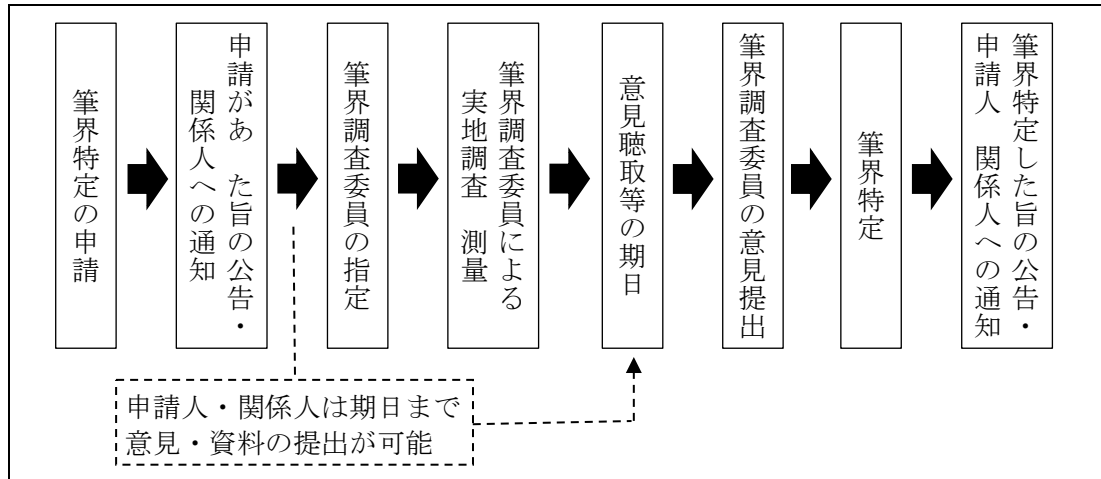 筆界特定の申請
申請があ　た旨の公告・
関係人への通知
筆界調査委員の指定
筆界調査委員による
実地調査　測量
意見聴取等の期日
筆界調査委員の意見提出
筆界特定
筆界特定した旨の公告・
申請人　関係人への通知
申請人・関係人は期日まで
意見・資料の提出が可能